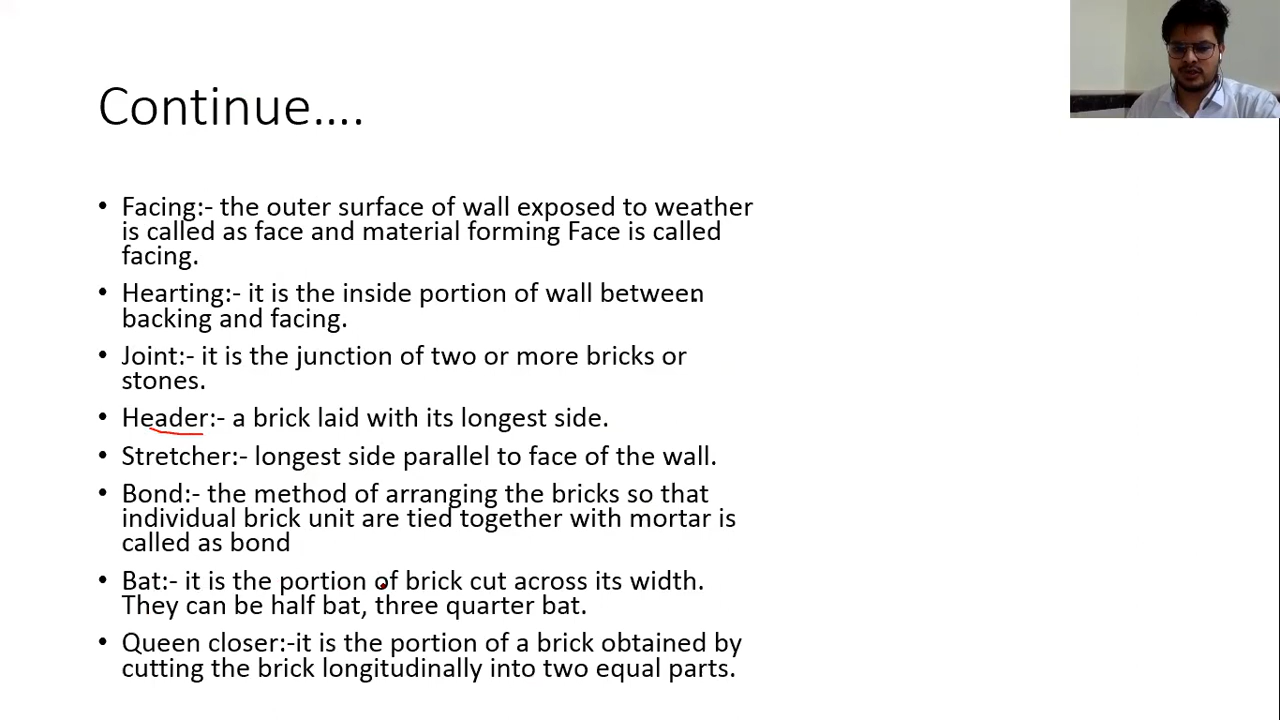 Continue....
• Facing:- the outer surface of wall exposed to weather
is called as face and material forming Face is called
facing.
• Hearting:- it is the inside portion of wall between
backing and facing.
• Joint:- it is the junction of two or more bricks or
stones.
• Header:- a brick laid with its longest side.
• Stretcher:- longest side parallel to face of the wall.
• Bond:- the method of arranging the bricks so that
individual brick unit are tied together with mortar is
called as bond
• Bat:- it is the portion of brick cut across its width.
They can be half bat, three quarter bat.
• Queen closer:-it is the portion of a brick obtained by
cutting the brick longitudinally into two equal parts.